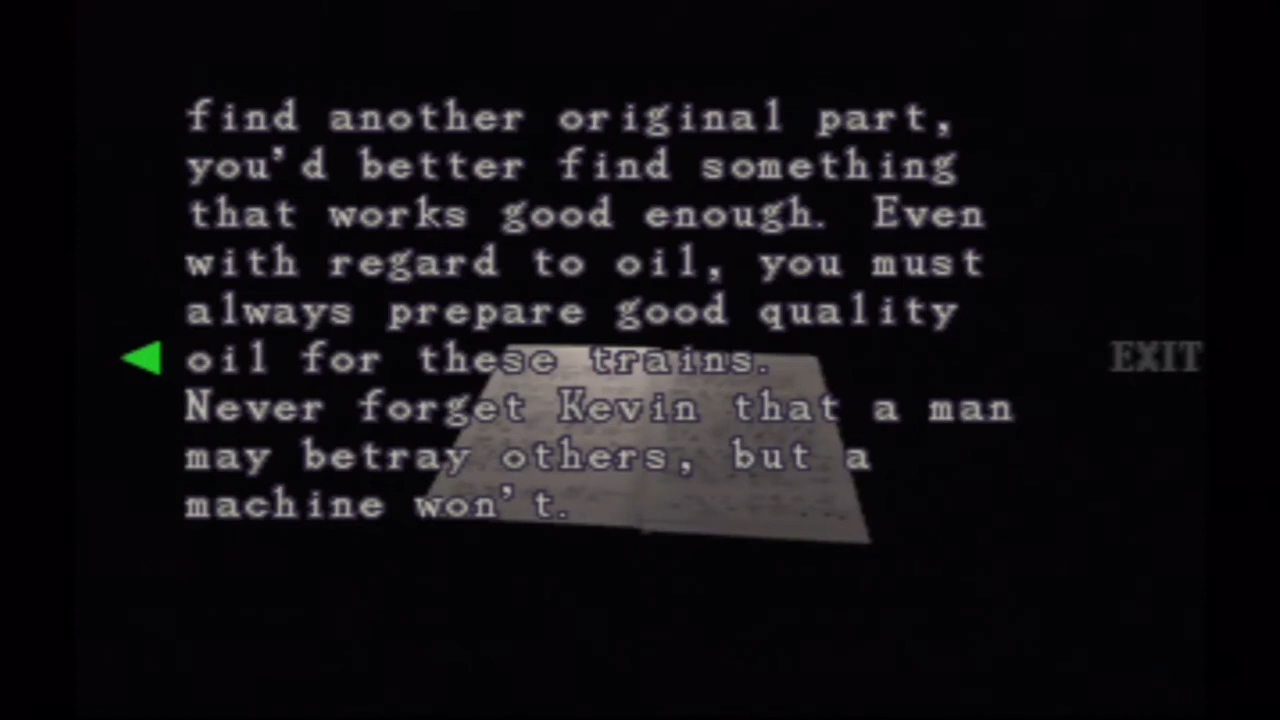 find another original part,
you'd better find something
that works good enough. Even
with regard to oil, you must
always prepare good quality
oil for these trains.
EXIT
Never forget Kevin that a man
may betray others, but a
machine won't.